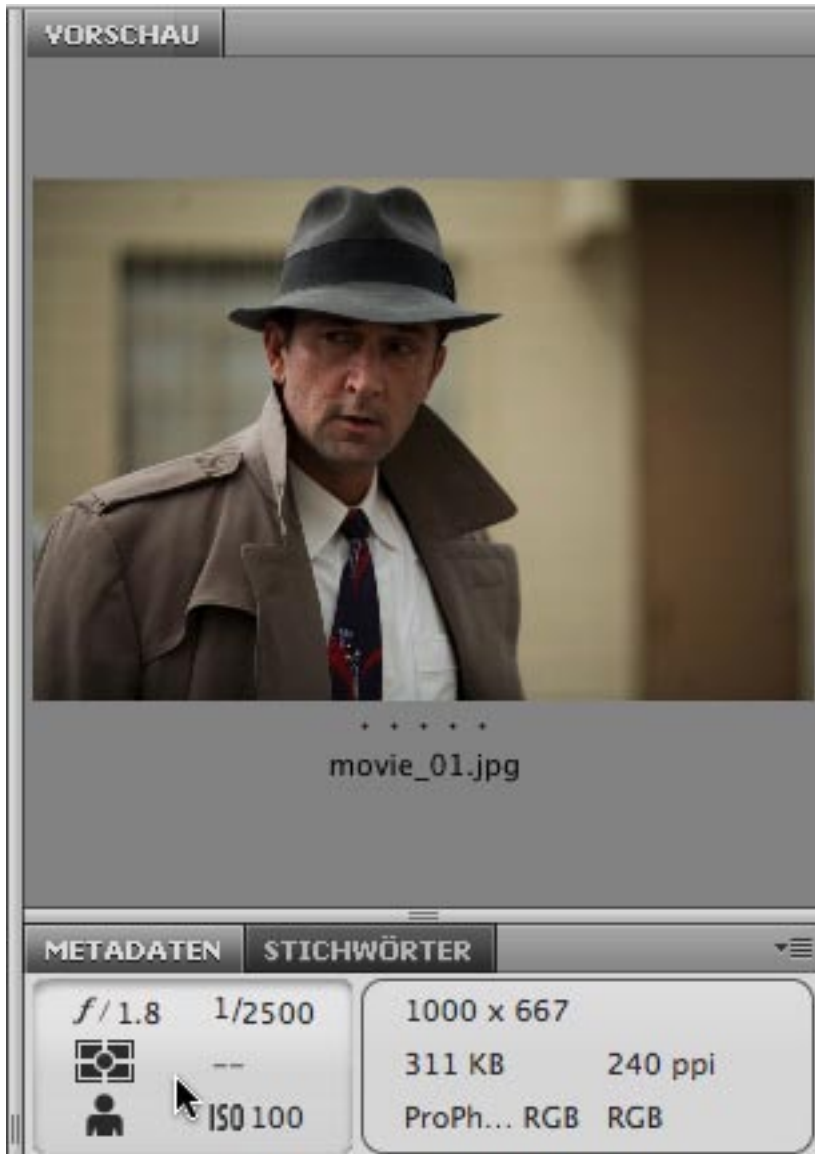 VORSCHAU
movie_01.jpg
METADATEN STICHWÖRTER
f/1.8 1/2500
--
ISO 100
1000 x 667
311 KB 240 ppi
ProPh... RGB RGB